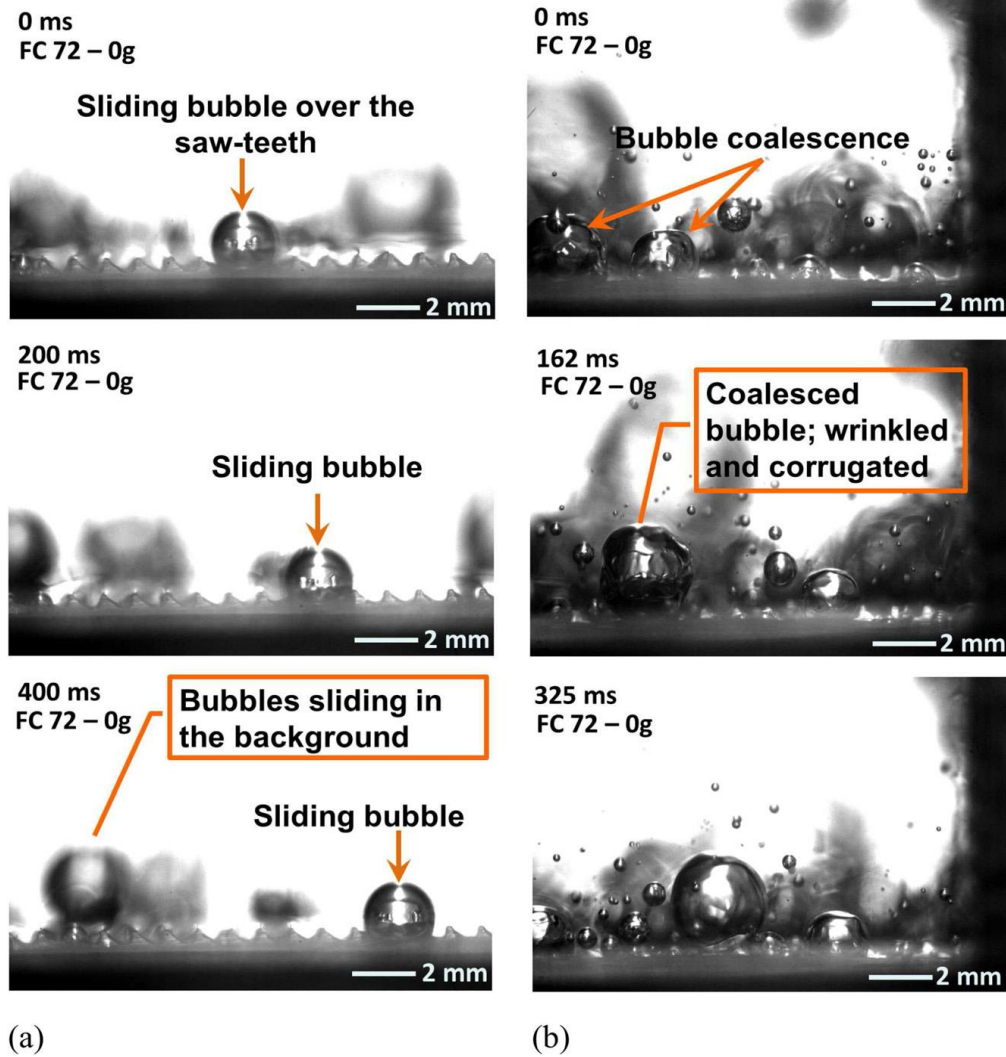 0 ms
FC 72 – 0g
Sliding bubble over the
saw-teeth
2 mm
200 ms
FC 72 – 0g
Sliding bubble
2 mm
400 ms
FC 72 – 0g
Bubbles sliding in
the background
Sliding bubble
2 mm
(a)
0 ms
FC 72 – 0g
Bubble coalescence
2 mm
162 ms
FC 72 – 0g
Coalesced
bubble; wrinkled
and corrugated
2 mm
325 ms
FC 72 – 0g
2 mm
(b)